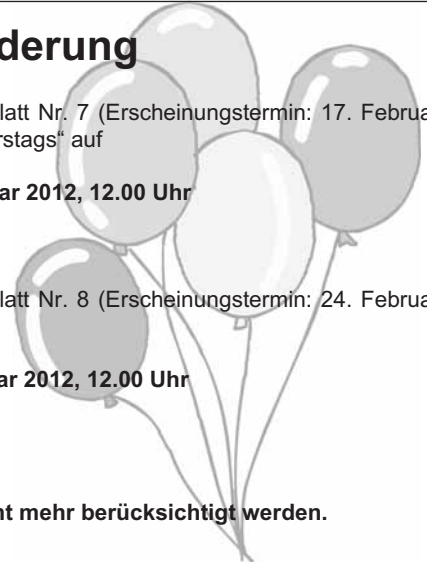 derung
latt Nr. 7 (Erscheinungstermin: 17. Februa
rstags“ auf
ar 2012, 12.00 Uhr
latt Nr. 8 (Erscheinungstermin: 24. Februa
ar 2012, 12.00 Uhr
nt mehr berücksichtigt werden.